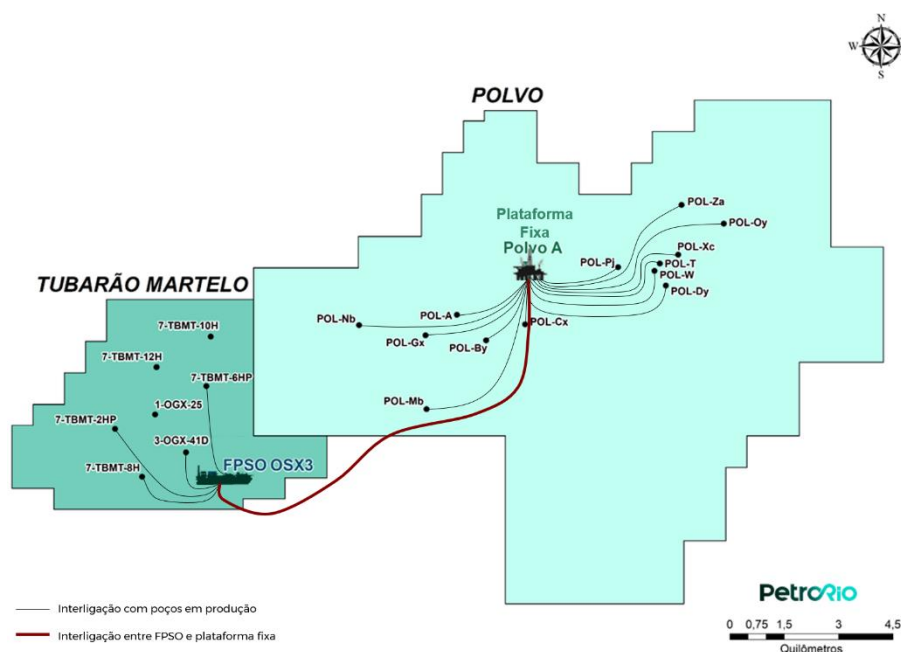 N
W
E
S
POLVO
Plataforma
Fixa
Polvo A
POL-Za
POL-Oy
POL-Xc
POL-Pj
POL-T
POL-W
POL-Dy
TUBARÃO MARTELO
POL-Nb
POL-A
POL-Cx
POL-Gx
POL-By
POL-Mb
7-TBMT-10H
7-TBMT-12H
7-TBMT-6HP
1-OGX-25
7-TBMT-2HP
3-OGX-41D
7-TBMT-8H
FPSO OSX3
Interligação com poços em produção
Interligação entre FPSO e plataforma fixa
PetroRio
0 0,75 1,5 3 4,5
Quilômetros